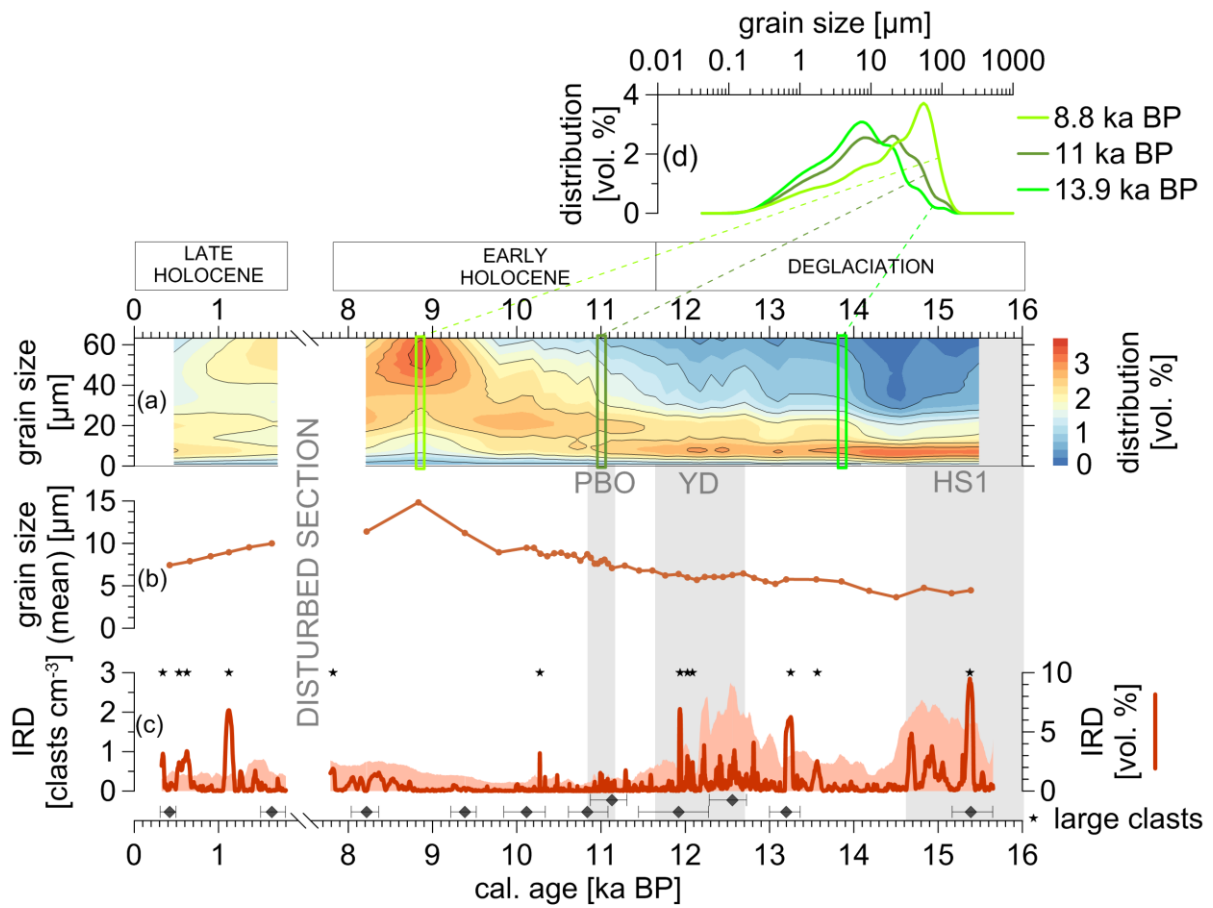 grain size [µm]
0.01 0.1 1 10 100 1000
distribution
[vol. %]
4
2
0
(d)
8.8 ka BP
11 ka BP
13.9 ka BP
LATE
HOLOCENE
EARLY
HOLOCENE
DEGLACIATION
0 1 8 9 10 11 12 13 14 15 16
grain size
[µm]
60
40
20
0
(a)
3
2
1
0
distribution
[vol. %]
PBO
YD
HS1
DISTURBED SECTION
grain size
(mean) [µm]
15
10
5
0
(b)
IRD
[clasts cm-3]
3
2
1
0
(c)
10
5
0
IRD
[vol. %]
★ large clasts
0 1 8 9 10 11 12 13 14 15 16
cal. age [ka BP]